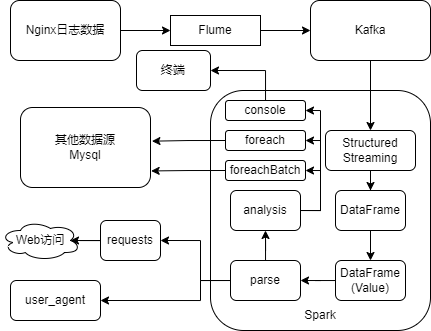 Nginx日志数据
Flume
Kafka
终端
console
其他数据源
Mysql
foreach
Structured
Streaming
foreachBatch
analysis
DataFrame
Web访问
requests
parse
DataFrame
(Value)
user_agent
Spark